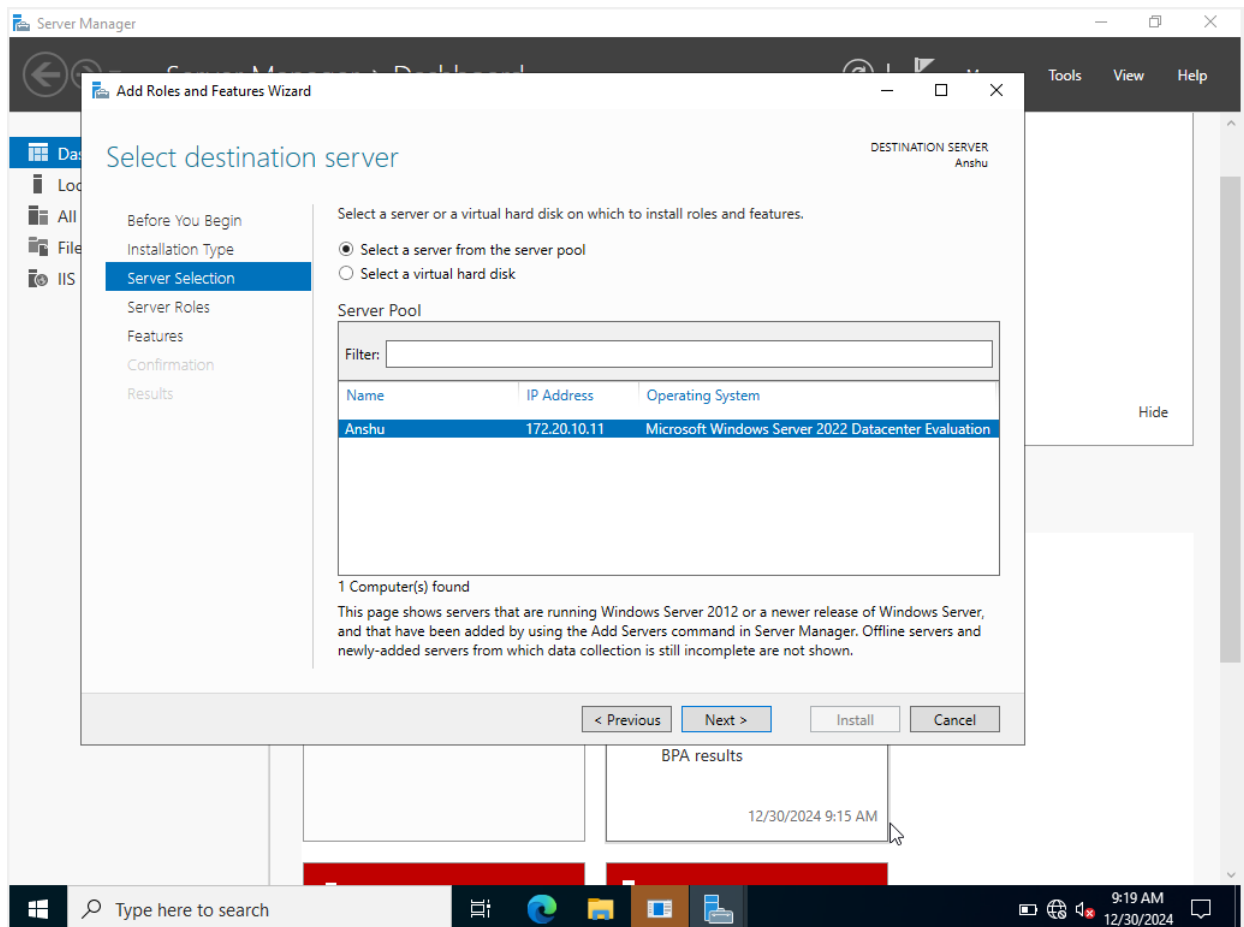 Server Manager
Tools View Help
Add Roles and Features Wizard
Select destination server
DESTINATION SERVER
Anshu
Before You Begin
Installation Type
Server Selection
Server Roles
Features
Confirmation
Results
Select a server or a virtual hard disk on which to install roles and features.
Select a server from the server pool
Select a virtual hard disk
Server Pool
Filter:
Name IP Address Operating System
Anshu 172.20.10.11 Microsoft Windows Server 2022 Datacenter Evaluation
1 Computer(s) found
This page shows servers that are running Windows Server 2012 or a newer release of Windows Server,
and that have been added by using the Add Servers command in Server Manager. Offline servers and
newly-added servers from which data collection is still incomplete are not shown.
< Previous Next > Install Cancel
Das
Loc
All
File
IIS
Hide
BPA results
12/30/2024 9:15 AM
Type here to search
9:19 AM
12/30/2024